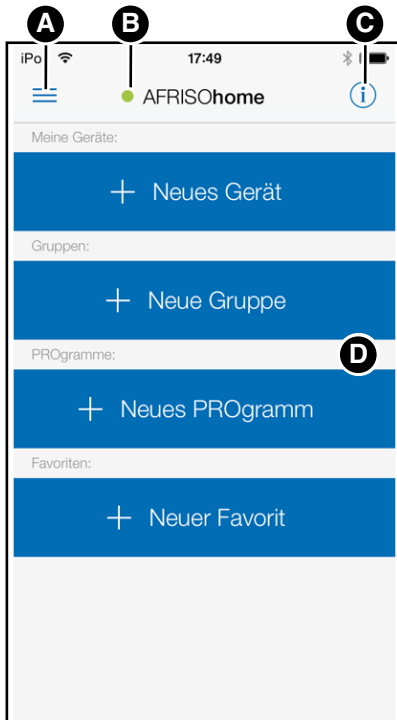 A B C
iPo 17:49
AFRISOhome
Meine Geräte:
+ Neues Gerät
Gruppen:
+ Neue Gruppe
PROgramme: D
+ Neues PROgramm
Favoriten:
+ Neuer Favorit